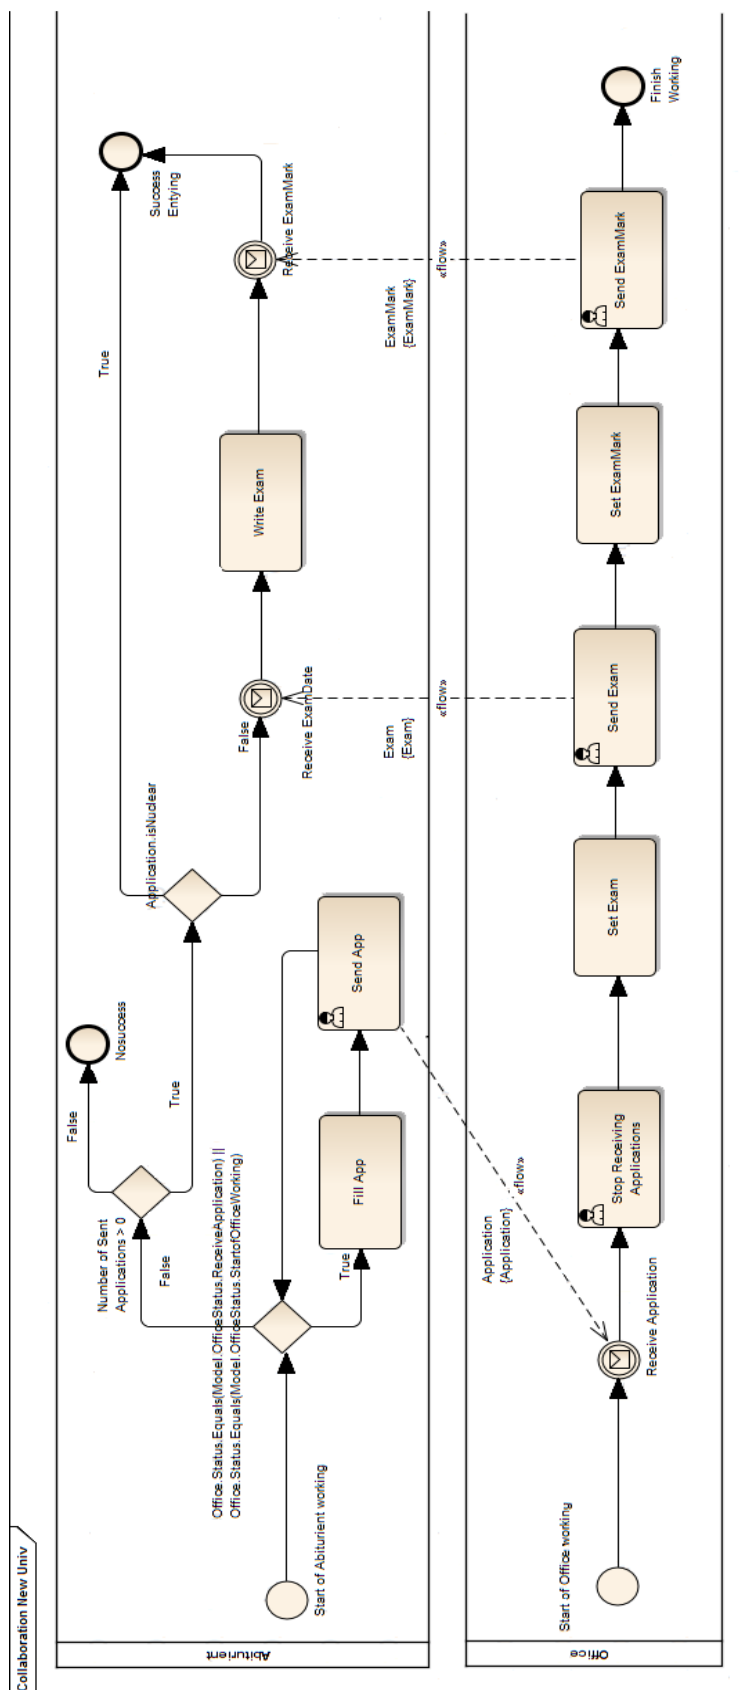 Collaboration New Univ
Abiturient
Start of Abiturient working
Office.Status.Equals(Model.OfficeStatus.ReceiveApplication) ||
Office.Status.Equals(Model.OfficeStatus.StartofOfficeWorking)
False
True
Number of Sent
Applications > 0
False
Nosuccess
True
Fill App
Send App
Application.isNuclear
True
False
Receive ExamDate
Write Exam
Receive ExamMark
Success
Entying
Application
{Application}
«flow»
Exam
{Exam}
«flow»
ExamMark
{ExamMark}
«flow»
Office
Start of Office working
Receive Application
Stop Receiving
Applications
Set Exam
Send Exam
Set ExamMark
Send ExamMark
Finish
Working